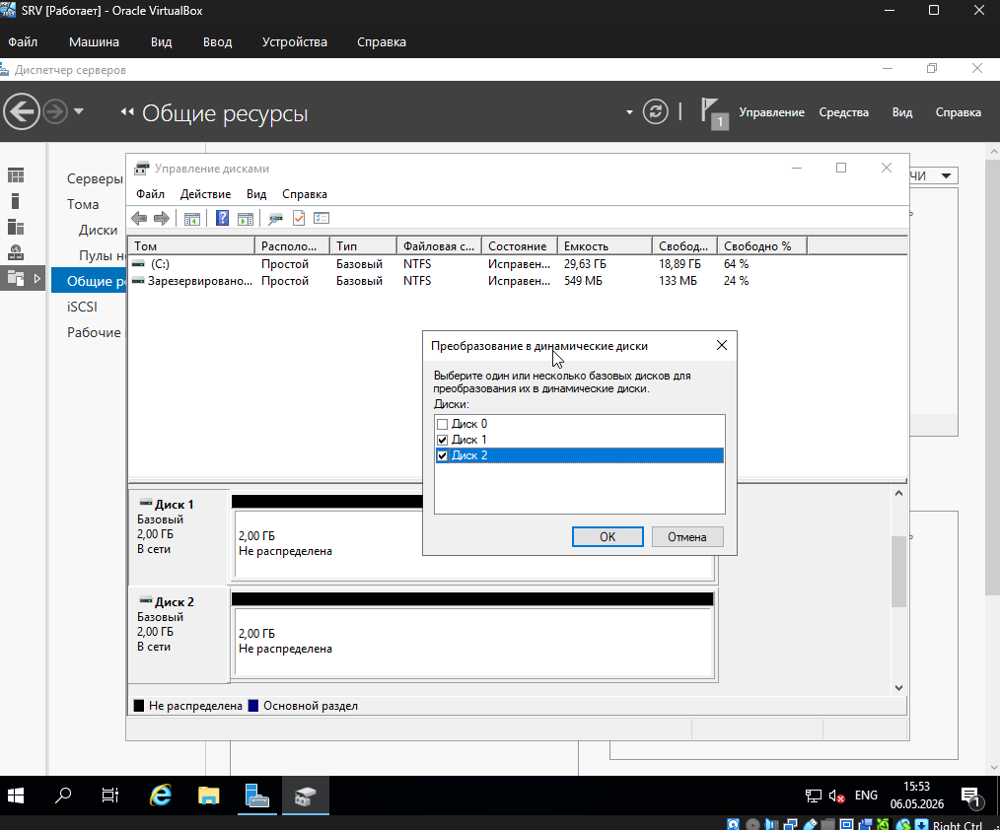 SRV [Работает] - Oracle VirtualBox
Файл Машина Вид Ввод Устройства Справка
Диспетчер серверов
Общие ресурсы
1 Управление Средства Вид Справка
Серверы
Тома
Диски
Пулы
Общие
iSCSI
Рабочие
Управление дисками
Файл Действие Вид Справка
Том Располо... Тип Файловая с... Состояние Емкость Свобод... Свободно %
(C:) Простой Базовый NTFS Исправен... 29,63 ГБ 18,89 ГБ 64 %
Зарезервировано... Простой Базовый NTFS Исправен... 549 МБ 133 МБ 24 %
Преобразование в динамические диски
Выберите один или несколько базовых дисков для
преобразования их в динамические диски.
Диски:
Диск 0
Диск 1
Диск 2
OK Отмена
Диск 1
Базовый
2,00 ГБ
В сети
2,00 ГБ
Не распределена
Диск 2
Базовый
2,00 ГБ
В сети
2,00 ГБ
Не распределена
Не распределена Основной раздел
ENG
15:53
06.05.2026
1
Right Ctrl